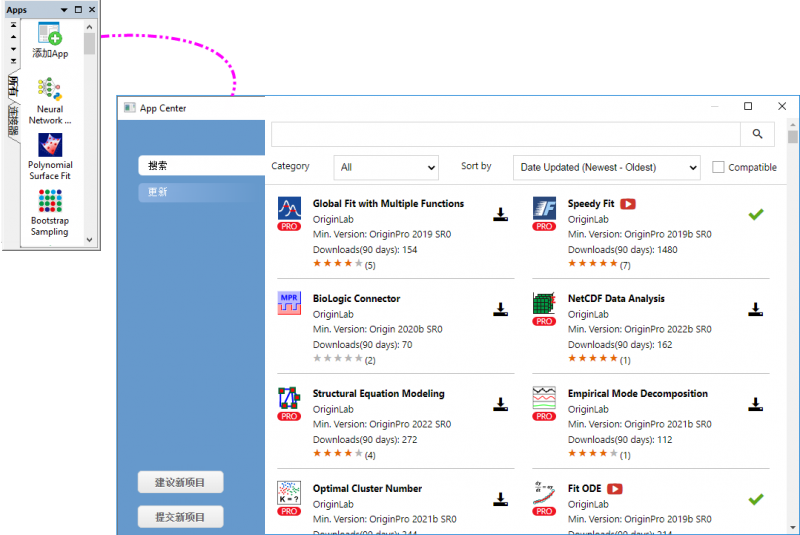 Apps
添加App
所有
连接器
Neural
Network ...
Polynomial
Surface Fit
Bootstrap
Sampling
App Center
搜索
更新
建议新项目
提交新项目
Category
All
Sort by
Date Updated (Newest - Oldest)
Compatible
PRO
Global Fit with Multiple Functions
OriginLab
Min. Version: OriginPro 2019 SR0
Downloads(90 days): 154
(5)
PRO
Speedy Fit
OriginLab
Min. Version: OriginPro 2019b SR0
Downloads(90 days): 1480
(7)
MPR
BioLogic Connector
OriginLab
Min. Version: Origin 2020b SR0
Downloads(90 days): 70
(2)
PRO
NetCDF Data Analysis
OriginLab
Min. Version: OriginPro 2022b SR0
Downloads(90 days): 162
(1)
PRO
Structural Equation Modeling
OriginLab
Min. Version: OriginPro 2022 SR0
Downloads(90 days): 272
(4)
PRO
Empirical Mode Decomposition
OriginLab
Min. Version: OriginPro 2021b SR0
Downloads(90 days): 112
(1)
K = ?
PRO
Optimal Cluster Number
OriginLab
Min. Version: OriginPro 2021b SR0
PRO
Fit ODE
OriginLab
Min. Version: OriginPro 2019b SR0